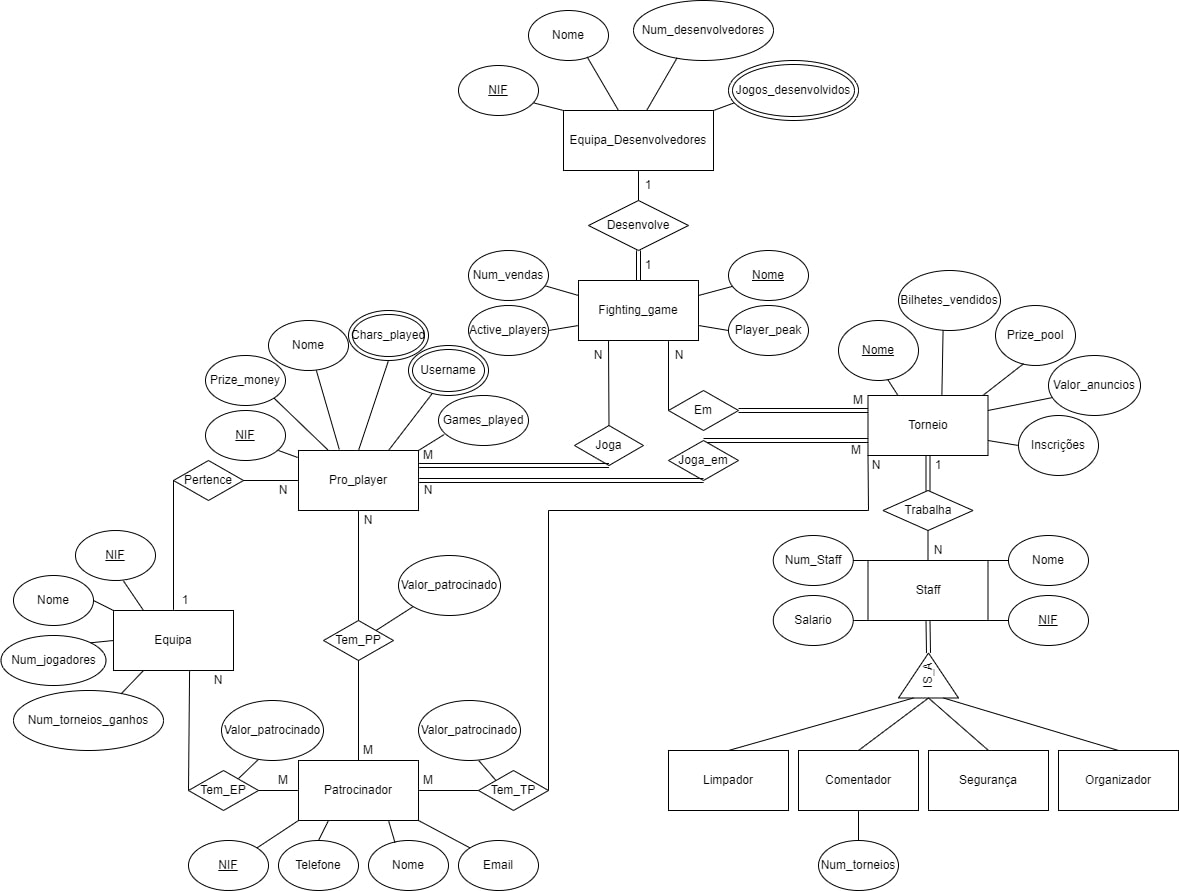 Nome
Num_desenvolvedores
NIF
Jogos_desenvolvidos
Equipa_Desenvolvedores
1
Desenvolve
1
Num_vendas
Nome
Fighting_game
Active_players
Player_peak
Bilhetes_vendidos
Chars_played
Nome
Prize_pool
Nome
N
N
Username
Prize_money
Valor_anuncios
M
Em
Games_played
Torneio
NIF
Joga
Inscrições
M
M
Joga_em
N
1
Pertence
N
Pro_player
N
Trabalha
N
N
NIF
Num_Staff
Nome
Valor_patrocinado
Staff
Nome
1
Salario
NIF
Equipa
Tem_PP
Num_jogadores
IS_A
N
Num_torneios_ganhos
Valor_patrocinado
Valor_patrocinado
M
M
M
Limpador
Comentador
Segurança
Organizador
Tem_EP
Patrocinador
Tem_TP
NIF
Telefone
Nome
Email
Num_torneios